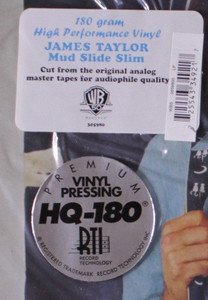 180 gram
High Performance Vinyl
JAMES TAYLOR
Mud Slide Slim
Cut from the original analog
master tapes for audiophile quality
WB
PREMIUM
VINYL
PRESSING
HQ-180
RTI
RECORD
TECHNOLOGY
® REGISTERED TRADEMARK RECORD TECHNOLOGY INC